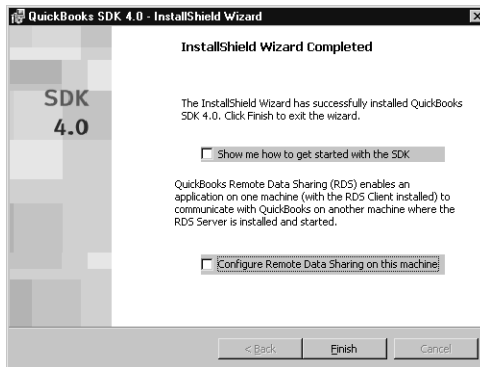 QuickBooks SDK 4.0 - InstallShield Wizard
InstallShield Wizard Completed
SDK
4.0
The InstallShield Wizard has successfully installed QuickBooks
SDK 4.0. Click Finish to exit the wizard.
Show me how to get started with the SDK
QuickBooks Remote Data Sharing (RDS) enables an
application on one machine (with the RDS Client installed) to
communicate with QuickBooks on another machine where the
RDS Server is installed and started.
Configure Remote Data Sharing on this machine
< Back Finish Cancel